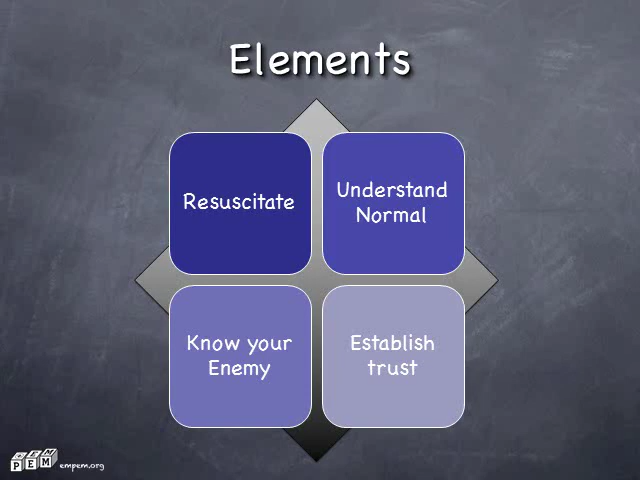 Elements
Resuscitate
Understand
Normal
Know your
Enemy
Establish
trust
PEM
empem.org